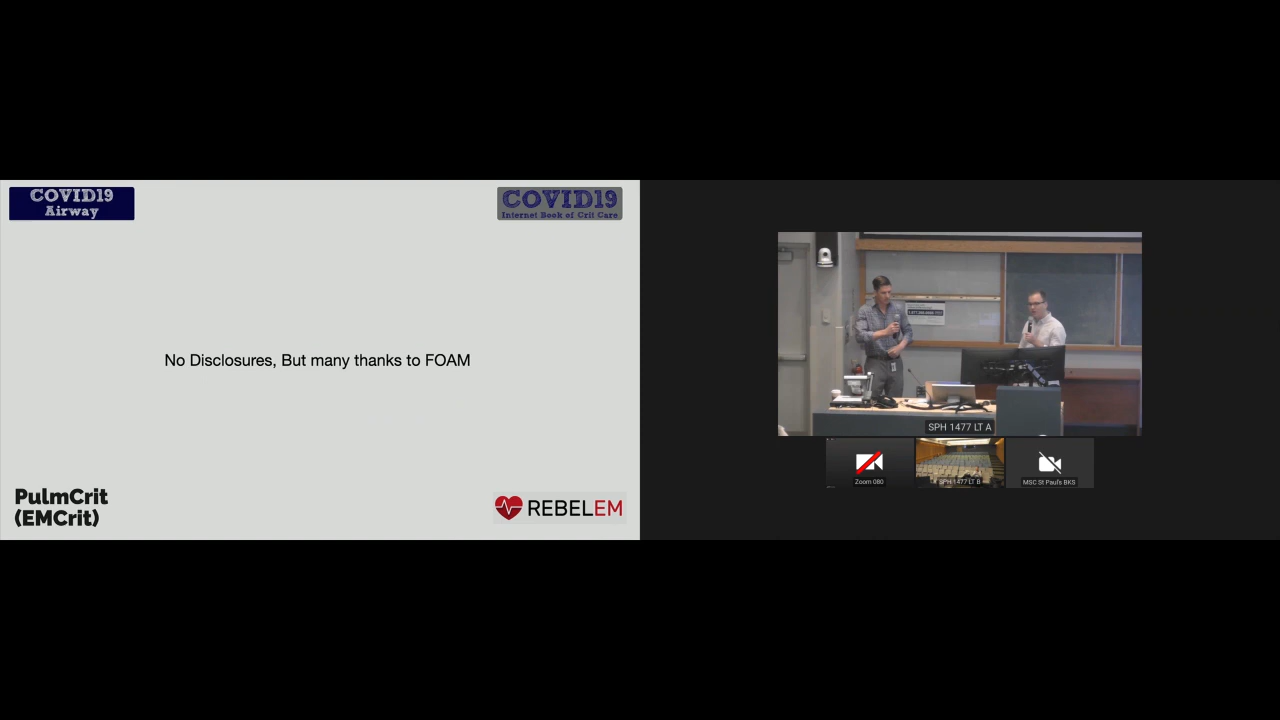 COVID19
Airway
COVID19
Internet Book of Crit Care
No Disclosures, But many thanks to FOAM
PulmCrit
(EMCrit)
REBELEM
SPH 1477 LT A
Zoom 080
SPH 1477 LT B
MSC St Pauls BKS